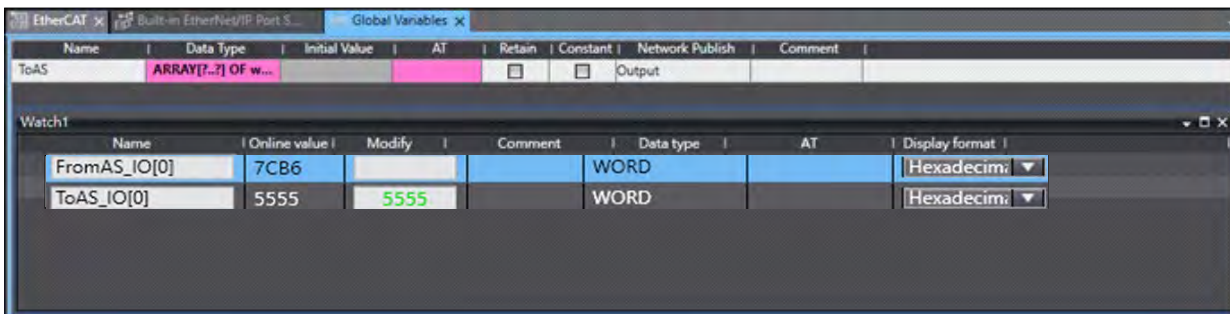 EtherCAT Built-in EtherNet/IP Port S... Global Variables
Name Data Type Initial Value AT Retain Constant Network Publish Comment
ToAS ARRAY[?..?] OF w... Output
Watch1
Name Online value Modify Comment Data type AT Display format
FromAS_IO[0] 7CB6 WORD Hexadecima
ToAS_IO[0] 5555 5555 WORD Hexadecima